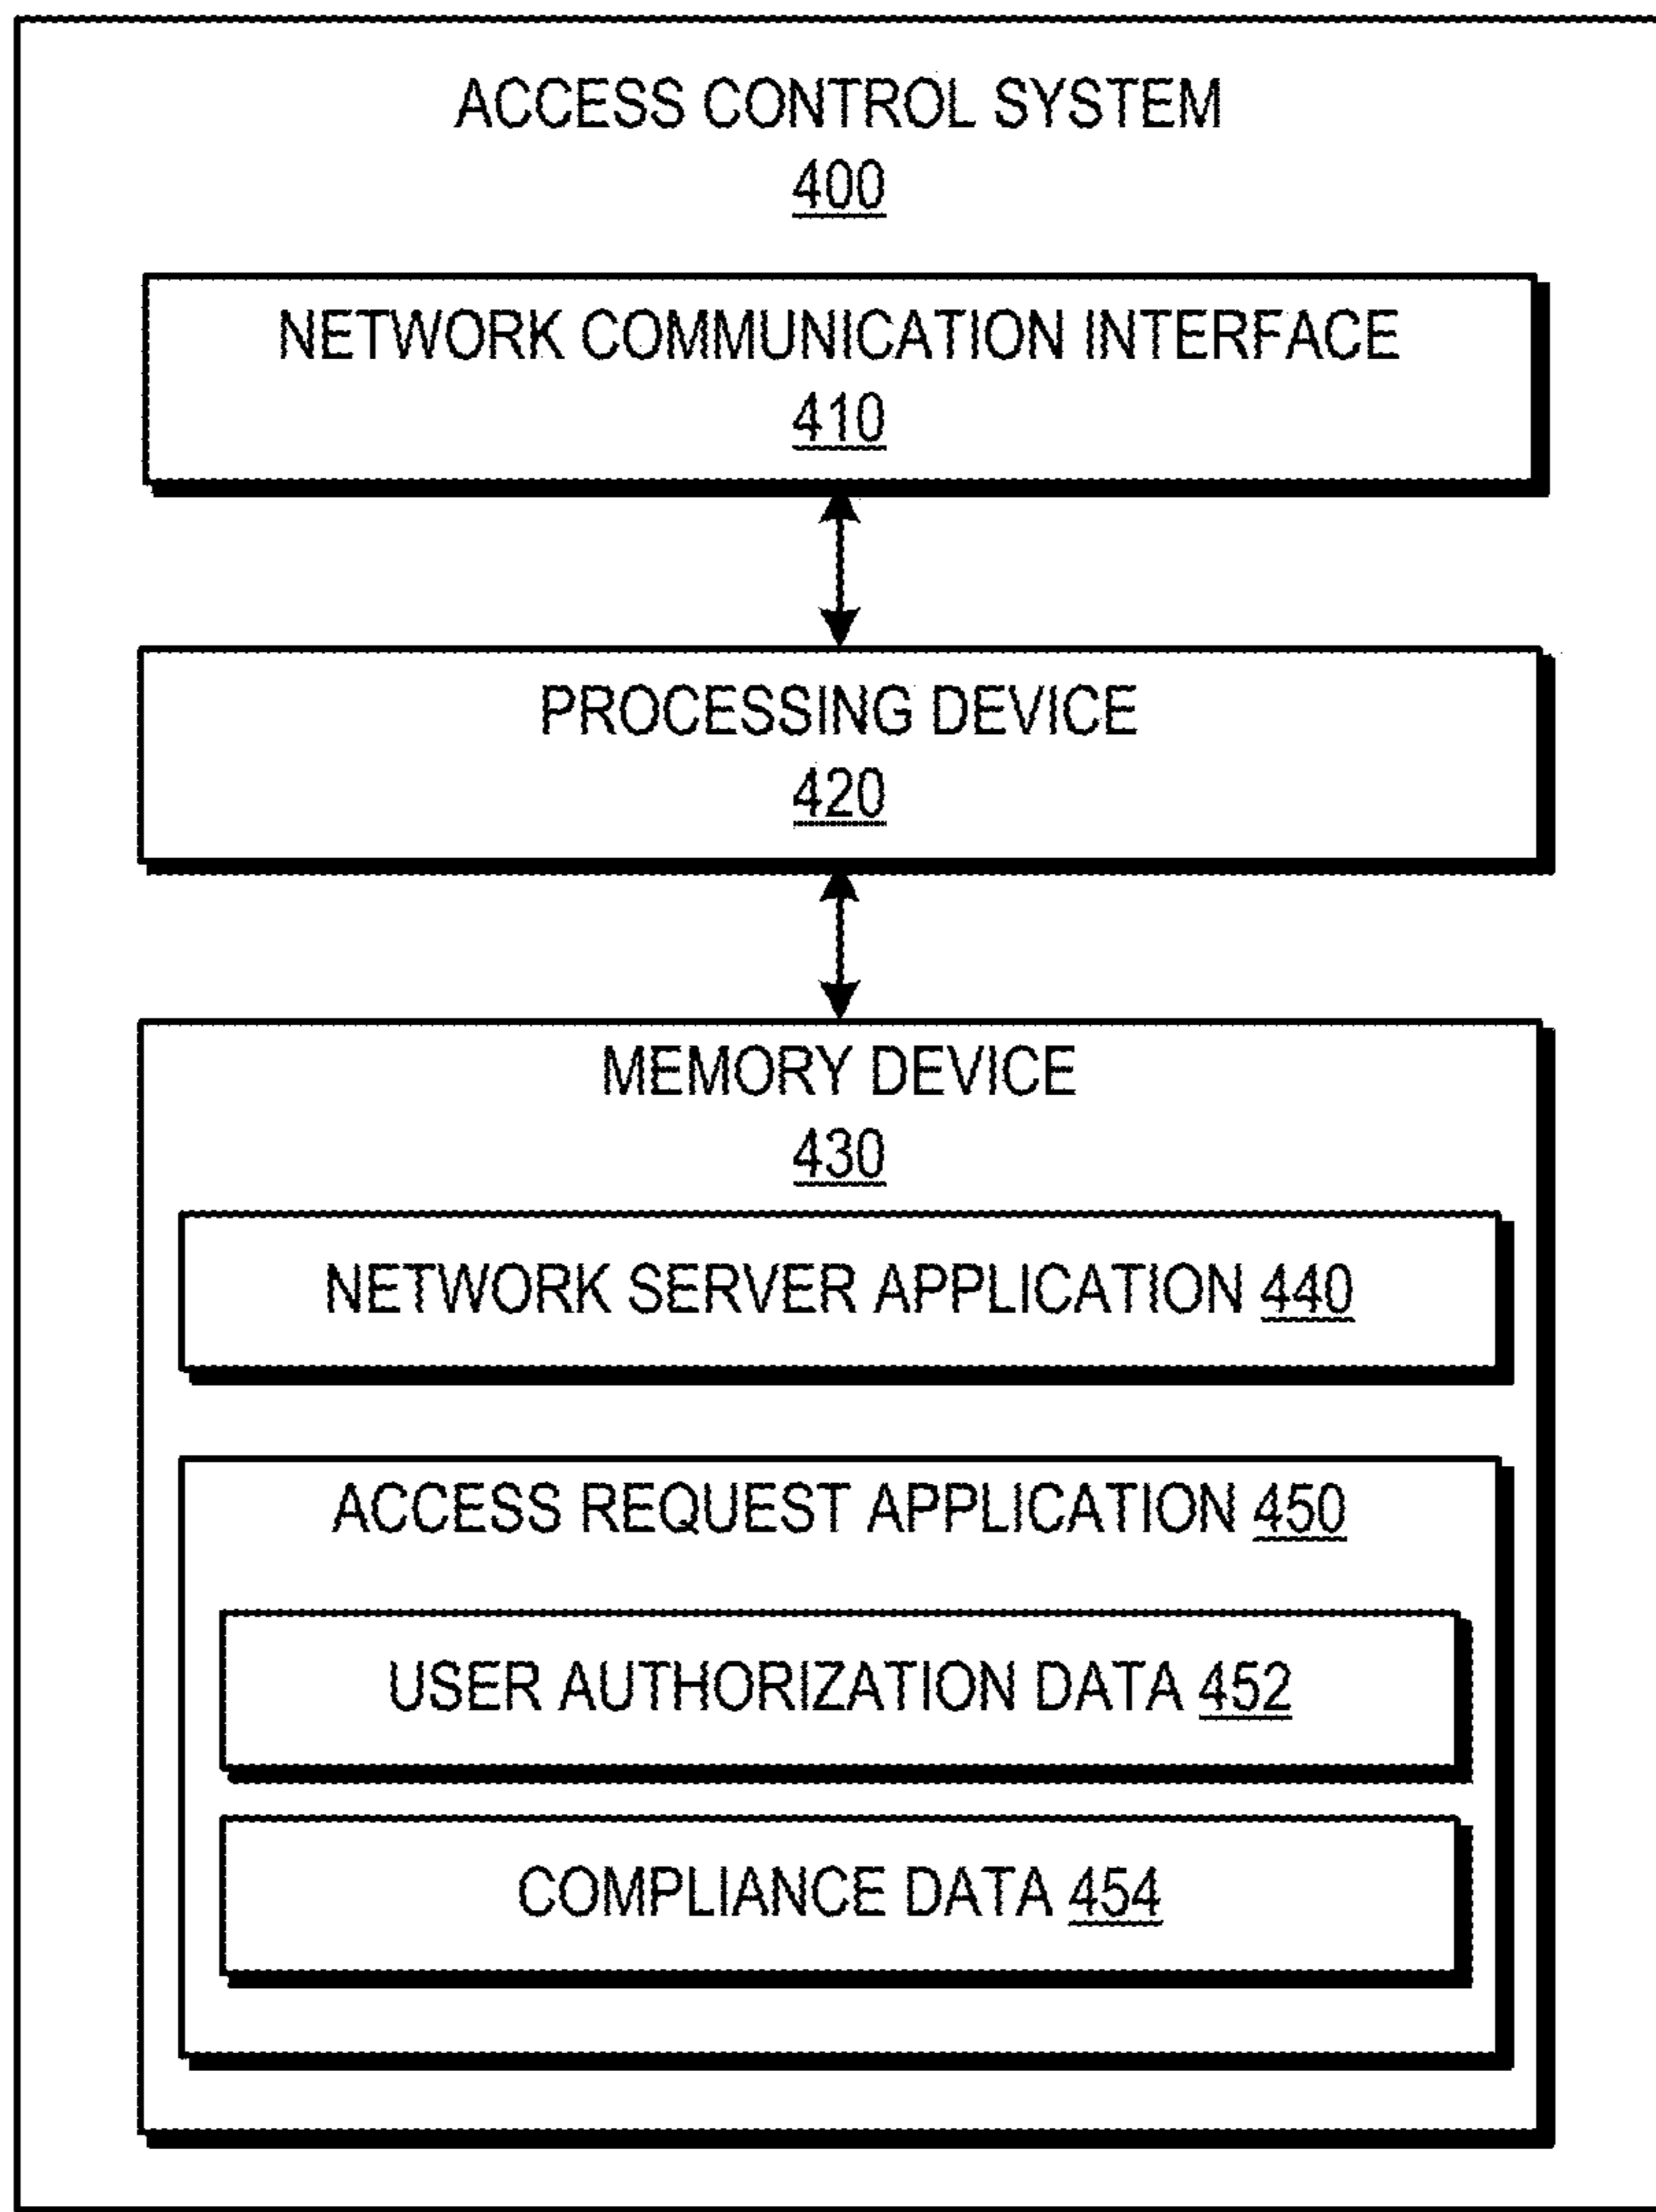 ACCESS CONTROL SYSTEM
400
NETWORK COMMUNICATION INTERFACE
410
PROCESSING DEVICE
420
MEMORY DEVICE
430
NETWORK SERVER APPLICATION 440
ACCESS REQUEST APPLICATION 450
USER AUTHORIZATION DATA 452
COMPLIANCE DATA 454